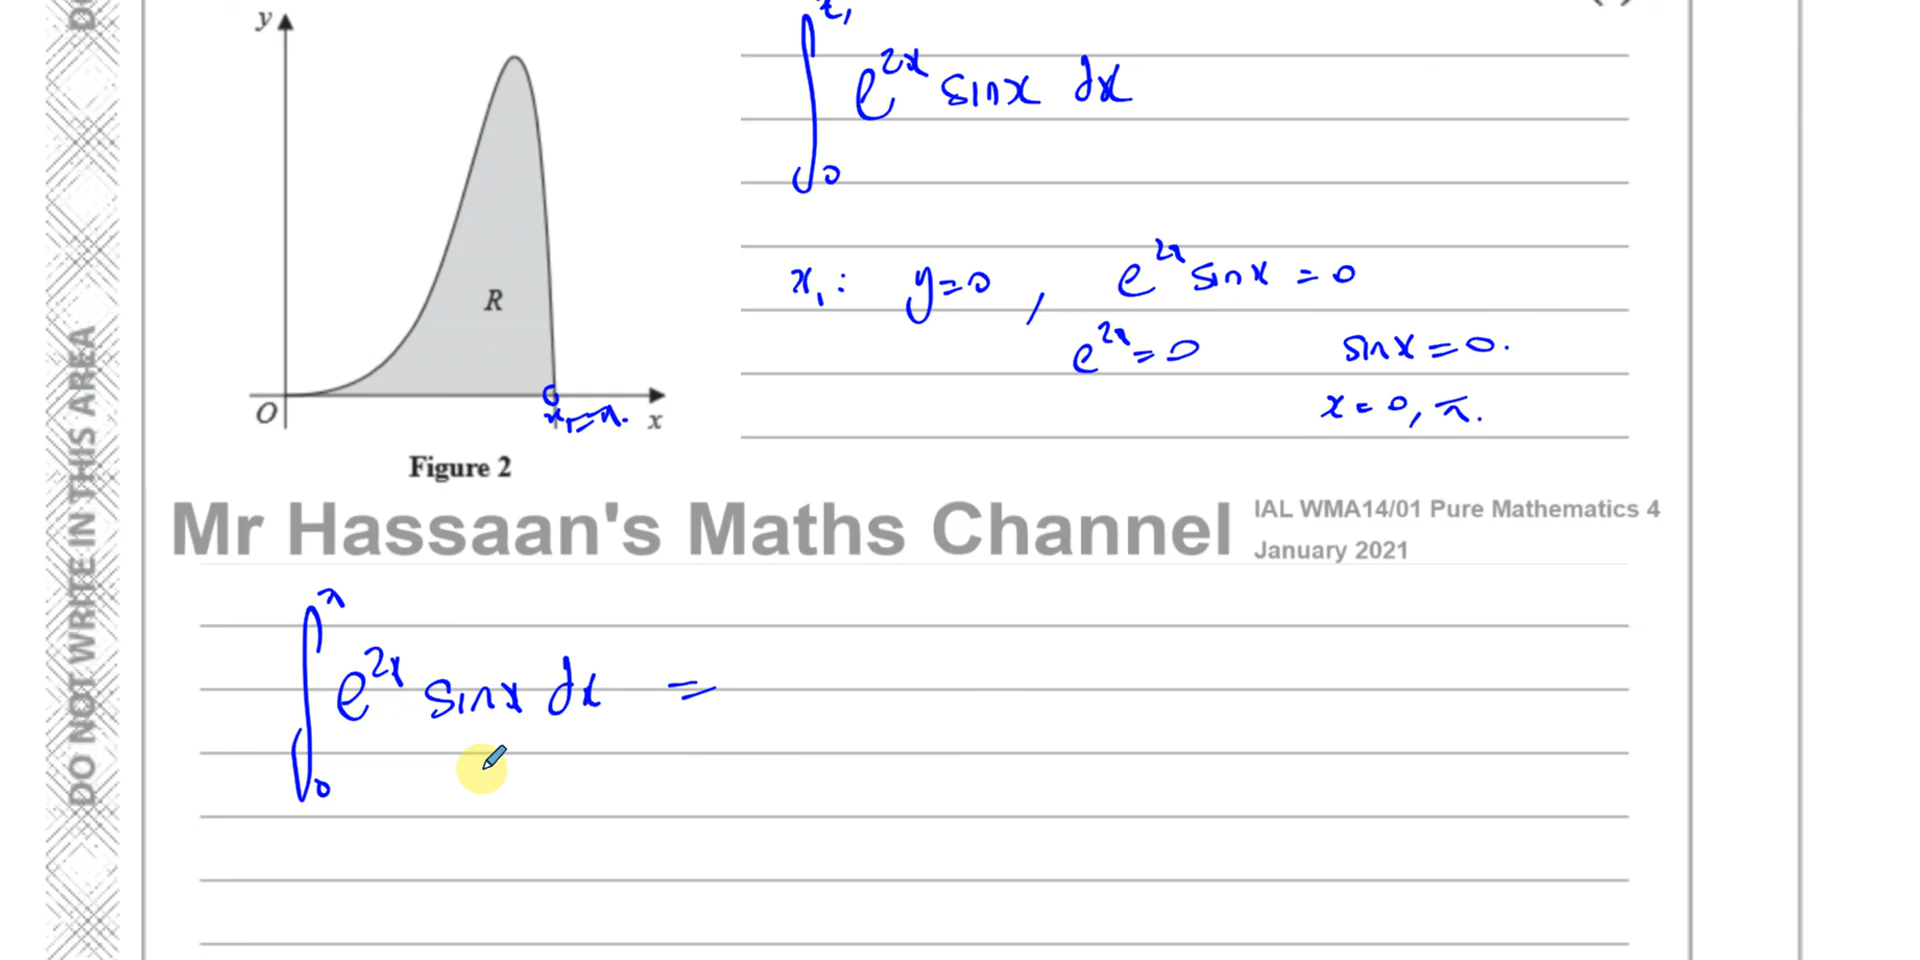 DO NOT WRITE IN THIS AREA
y
R
O
x₁=π.
x
Figure 2
∫₀^{x₁} e^{2x} sinx dx
x₁: y=0, e^{2x} sinx = 0
e^{2x} = 0 sinx = 0.
x = 0, π.
Mr Hassaan's Maths Channel
IAL WMA14/01 Pure Mathematics 4
January 2021
∫₀^π e^{2x} sinx dx =